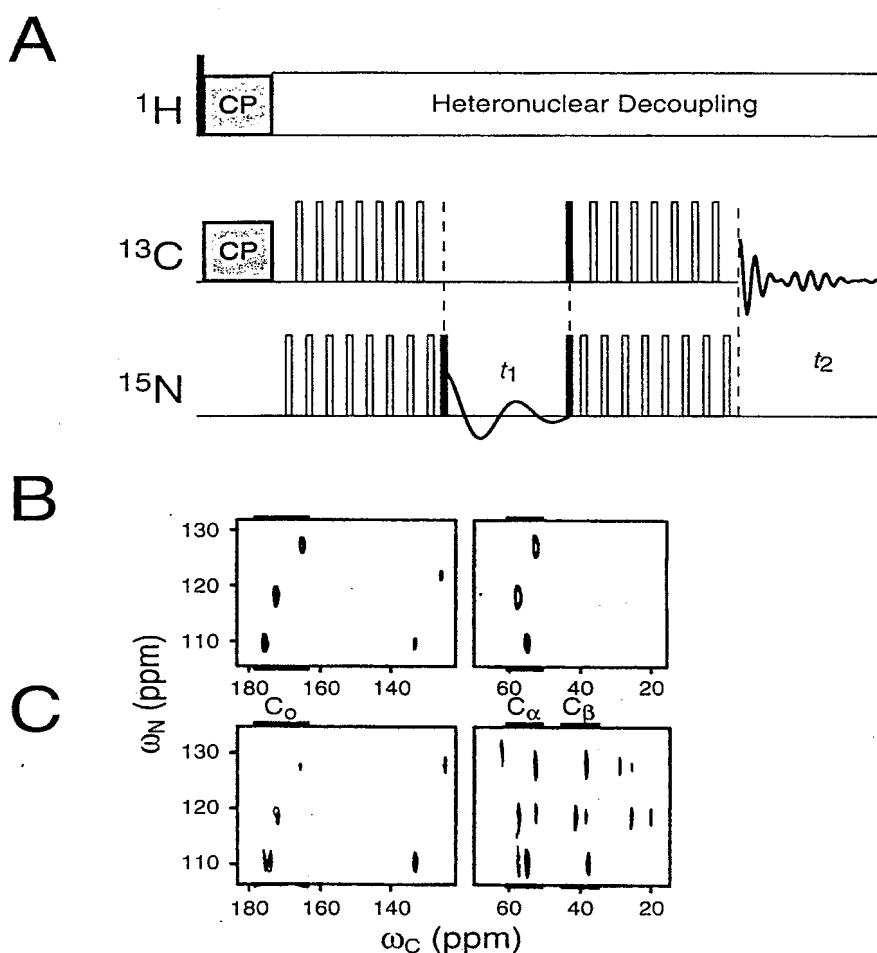 A
1H
CP
Heteronuclear Decoupling
13C
CP
15N
t1
t2
B
130
120
110
180
160
140
60
40
20
C
ωN (ppm)
Co
Cα
Cβ
130
120
110
180
160
140
60
40
20
ωC (ppm)